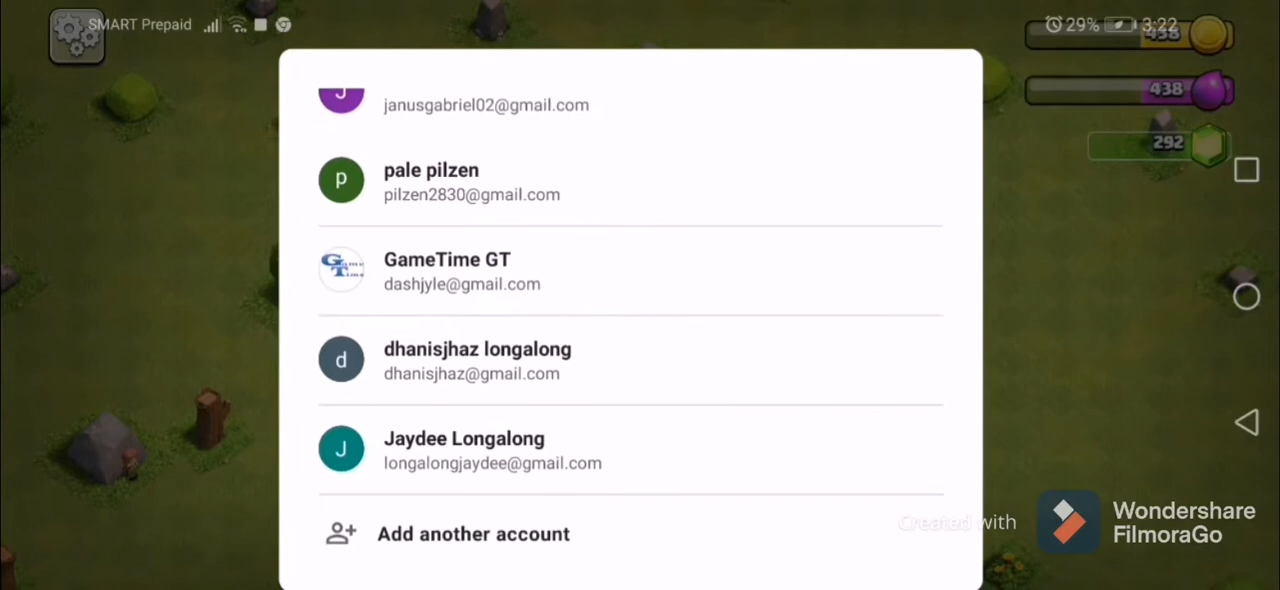 SMART Prepaid
29% 3:22
438
438
292
J
janusgabriel02@gmail.com
p
pale pilzen
pilzen2830@gmail.com
GameTime GT
dashjyle@gmail.com
d
dhanisjhaz longalong
dhanisjhaz@gmail.com
J
Jaydee Longalong
longalongjaydee@gmail.com
Add another account
Created with
Wondershare
FilmoraGo